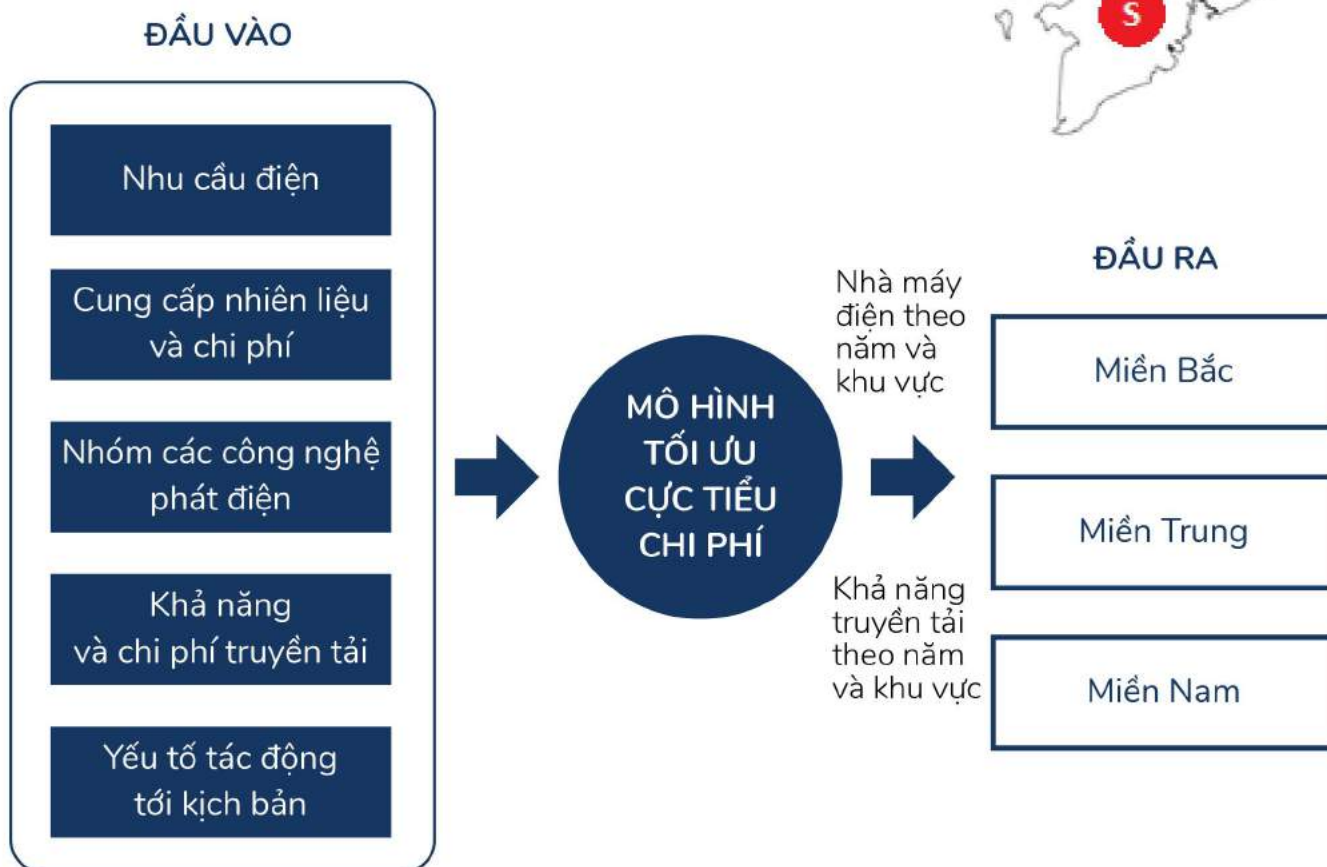 S
ĐẦU VÀO
Nhu cầu điện
Cung cấp nhiên liệu
và chi phí
Nhóm các công nghệ
phát điện
Khả năng
và chi phí truyền tải
Yếu tố tác động
tới kịch bản
MÔ HÌNH
TỐI ƯU
CỰC TIỂU
CHI PHÍ
Nhà máy
điện theo
năm và
khu vực
Khả năng
truyền tải
theo năm
và khu vực
ĐẦU RA
Miền Bắc
Miền Trung
Miền Nam